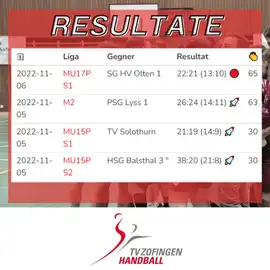 RESULTATE
Liga Gegner Resultat
2022-11-06 MU17P S1 SG HV Olten 1 22:21 (13:10) 65
2022-11-05 M2 PSG Lyss 1 26:24 (14:11) 63
2022-11-05 MU15P S1 TV Solothurn 21:19 (14:9) 30
2022-11-05 MU15P S2 HSG Balsthal 3 * 38:20 (21:8) 30
TV ZOFINGEN
HANDBALL